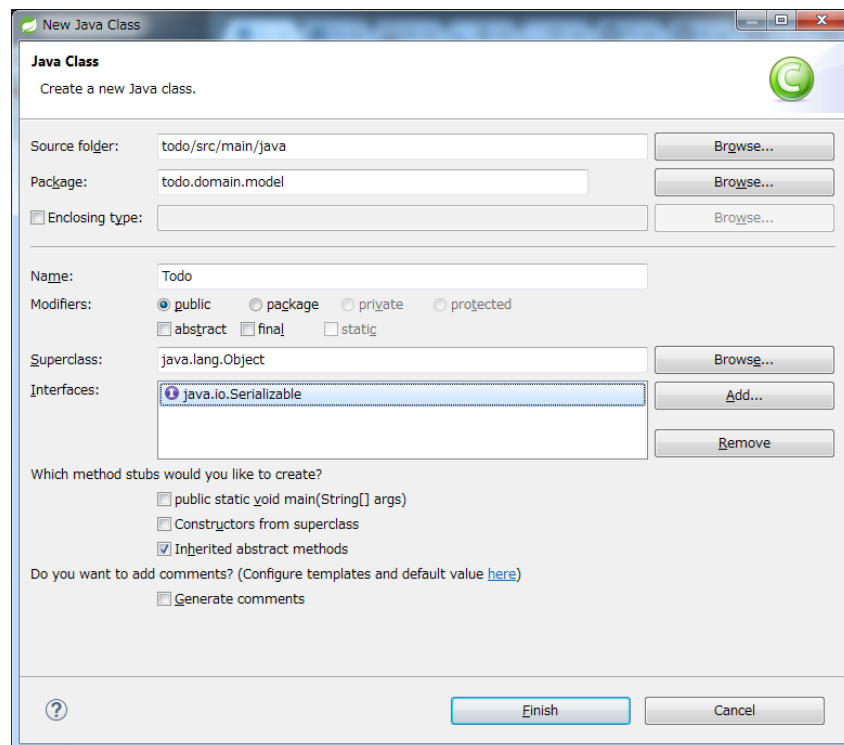 New Java Class
Java Class
Create a new Java class.
Source folder: todo/src/main/java Browse...
Package: todo.domain.model Browse...
Enclosing type: Browse...
Name: Todo
Modifiers: public package private protected
abstract final static
Superclass: java.lang.Object Browse...
Interfaces: java.io.Serializable Add...
Remove
Which method stubs would you like to create?
public static void main(String[] args)
Constructors from superclass
Inherited abstract methods
Do you want to add comments? (Configure templates and default value here)
Generate comments
Finish Cancel